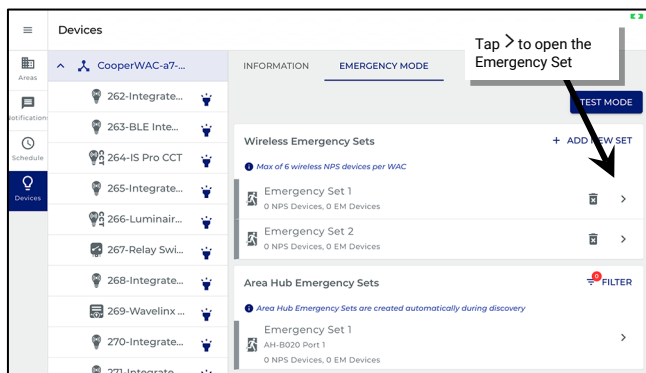 Devices
Tap > to open the
Emergency Set
Areas
Notifications
Schedule
Devices
CooperWAC-a7-...
262-Integrate...
263-BLE Inte...
264-IS Pro CCT
265-Integrate...
266-Luminair...
267-Relay Swi...
268-Integrate...
269-Wavelinx ...
270-Integrate...
271-Integrate
INFORMATION EMERGENCY MODE
TEST MODE
Wireless Emergency Sets + ADD NEW SET
Max of 6 wireless NPS devices per WAC
Emergency Set 1
0 NPS Devices, 0 EM Devices
Emergency Set 2
0 NPS Devices, 0 EM Devices
Area Hub Emergency Sets 0 FILTER
Area Hub Emergency Sets are created automatically during discovery
Emergency Set 1
AH-B020 Port 1
0 NPS Devices, 0 EM Devices